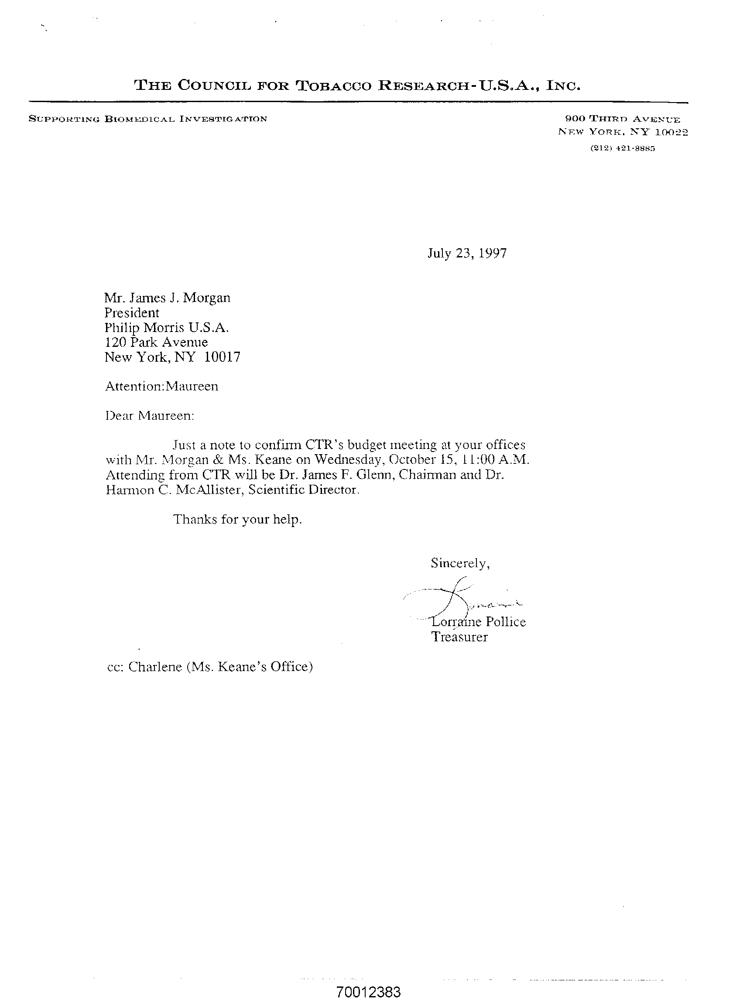 THE COUNCIL FOR TOBACCO RESEARCH-U.S.A., INC.
SUPPORTING BIOMEDICAL INVESTIGATION
900 THIRD AVENUE
NEW YORK, NY 10022
(212) 421-8885
July 23, 1997
Mr. James J. Morgan
President
Philip Morris U.S.A.
120 Park Avenue
New York, NY 10017
Attention:Maureen
Dear Maureen:
Just a note to confirm CTR's budget meeting at your offices
with Mr. Morgan & Ms. Keane on Wednesday, October 15, 11:00 A.M.
Attending from CTR will be Dr. James F. Glenn, Chairman and Dr.
Harmon C. McAllister, Scientific Director.
Thanks for your help.
Sincerely,
Lorraine
Lorraine Pollice
Treasurer
cc: Charlene (Ms. Keane's Office)
70012383